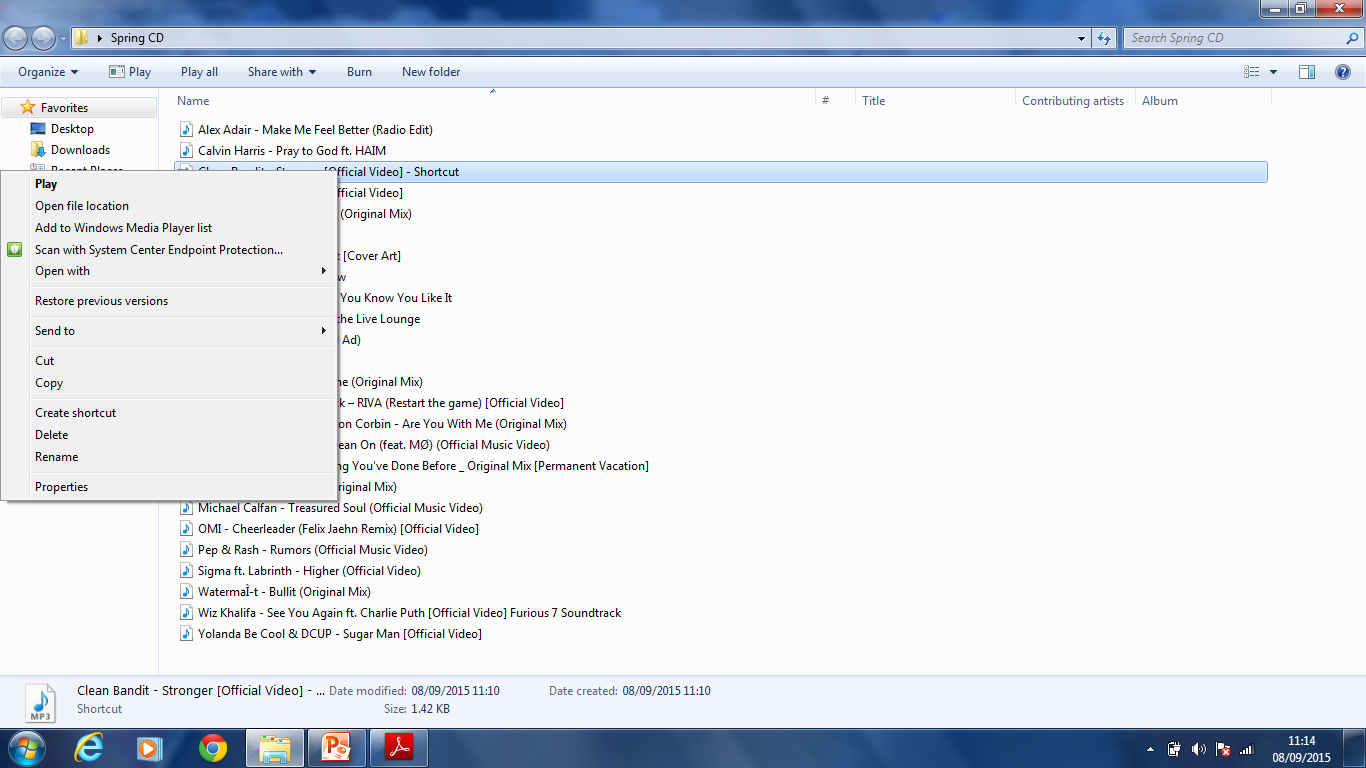 Spring CD
Search Spring CD
Organize Play Play all Share with Burn New folder
Name # Title Contributing artists Album
Favorites
Desktop
Downloads
Alex Adair - Make Me Feel Better (Radio Edit)
Calvin Harris - Pray to God ft. HAIM
[Official Video] - Shortcut
Play
Open file location
Add to Windows Media Player list
Scan with System Center Endpoint Protection...
Open with
Restore previous versions
Send to
Cut
Copy
Create shortcut
Delete
Rename
Properties
fficial Video]
(Original Mix)
t [Cover Art]
w
You Know You Like It
the Live Lounge
Ad)
ne (Original Mix)
k – RIVA (Restart the game) [Official Video]
on Corbin - Are You With Me (Original Mix)
ean On (feat. MØ) (Official Music Video)
ng You've Done Before _ Original Mix [Permanent Vacation]
riginal Mix)
Michael Calfan - Treasured Soul (Official Music Video)
OMI - Cheerleader (Felix Jaehn Remix) [Official Video]
Pep & Rash - Rumors (Official Music Video)
Sigma ft. Labrinth - Higher (Official Video)
WatermaÌ-t - Bullit (Original Mix)
Wiz Khalifa - See You Again ft. Charlie Puth [Official Video] Furious 7 Soundtrack
Yolanda Be Cool & DCUP - Sugar Man [Official Video]
Clean Bandit - Stronger [Official Video] - ... Date modified: 08/09/2015 11:10 Date created: 08/09/2015 11:10
Shortcut Size: 1.42 KB
MP3
11:14
08/09/2015